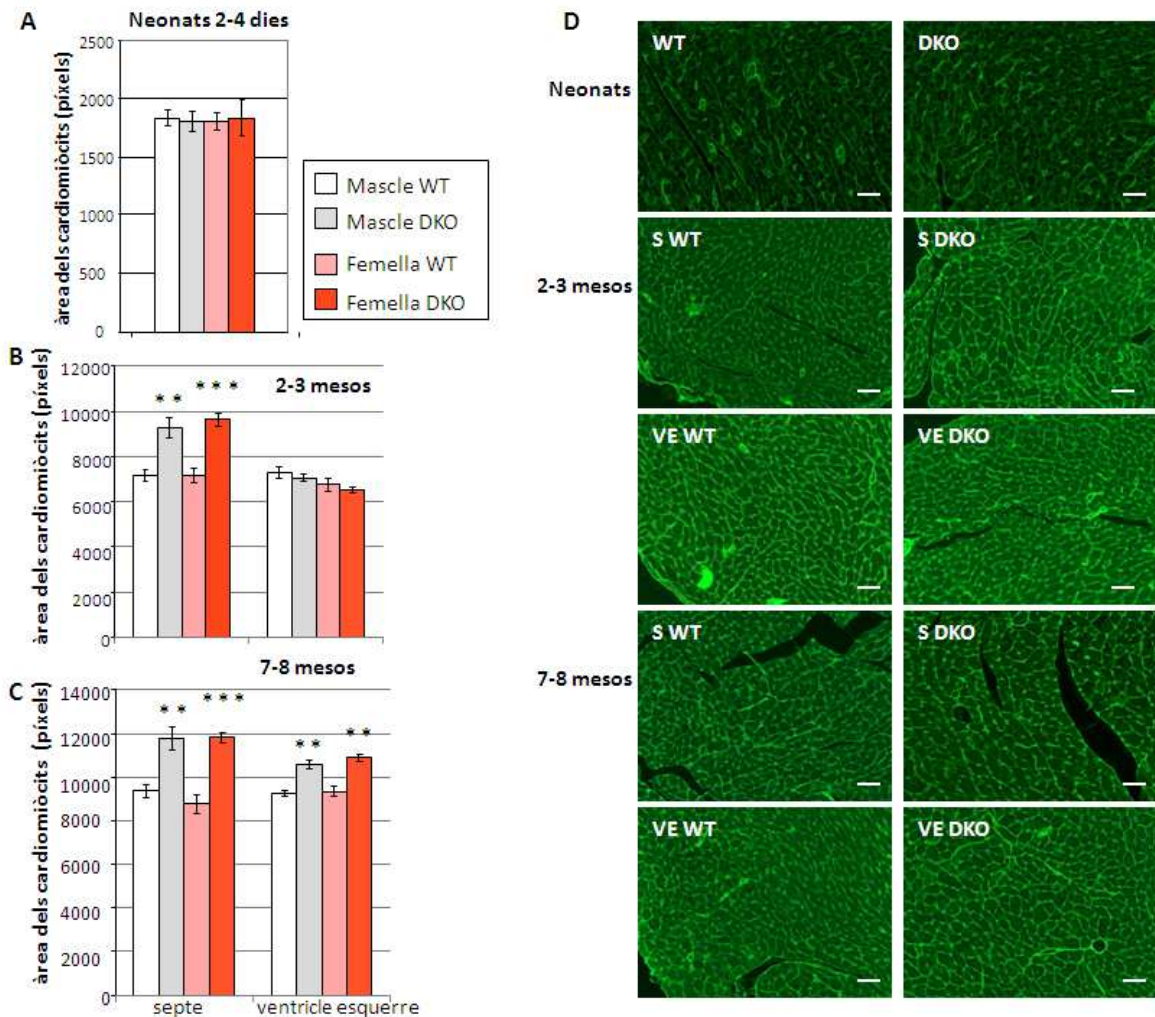 A
Neonats 2-4 dies
àrea dels cardiomiòcits (píxels)
2500
2000
1500
1000
500
0
Mascle WT
Mascle DKO
Femella WT
Femella DKO
B
2-3 mesos
àrea dels cardiomiòcits (píxels)
12000
10000
8000
6000
4000
2000
0
** ***
C
7-8 mesos
àrea dels cardiomiòcits (píxels)
14000
12000
10000
8000
6000
4000
2000
0
** *** ** **
septe ventricle esquerre
D
Neonats
WT DKO
2-3 mesos
S WT S DKO
VE WT VE DKO
7-8 mesos
S WT S DKO
VE WT VE DKO